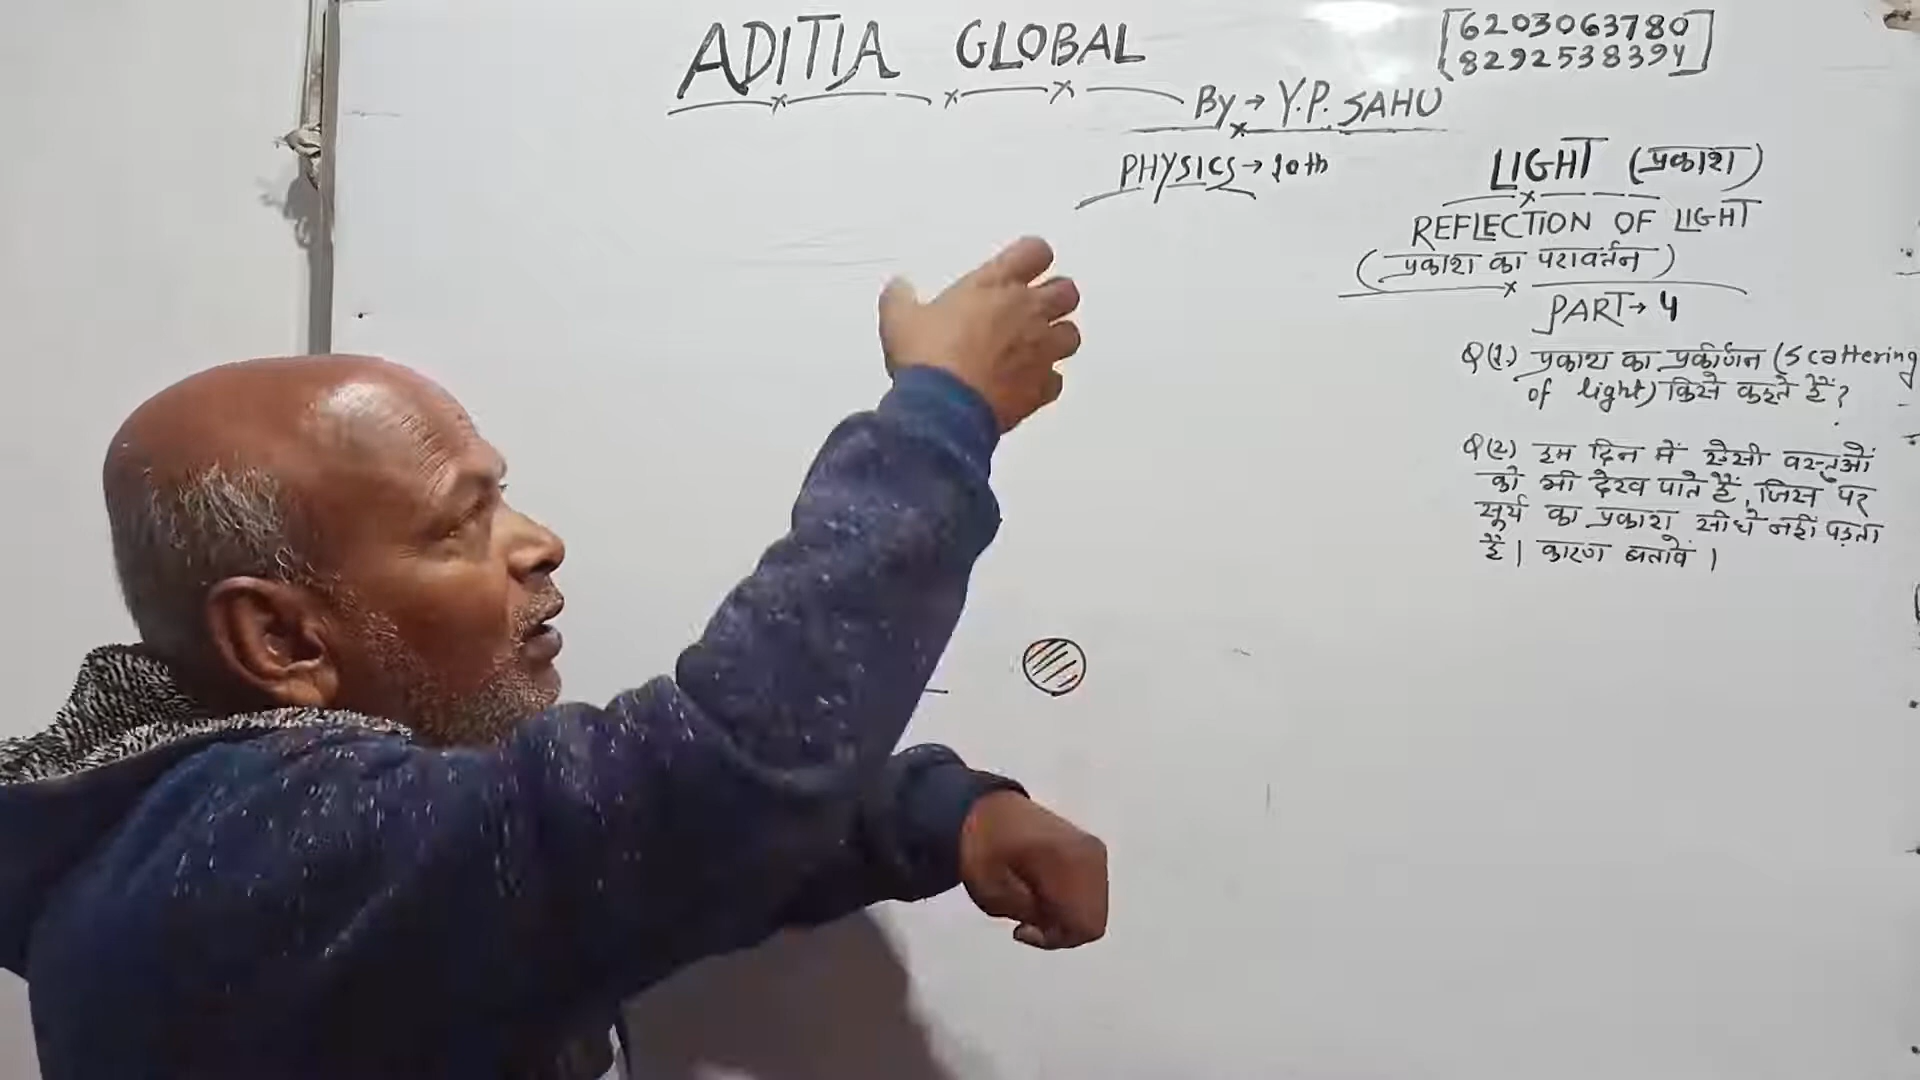 ADITIA GLOBAL
6203063780
8292538394
By → Y.P. SAHU
PHYSICS → 10th
LIGHT (प्रकाश)
REFLECTION OF LIGHT
(प्रकाश का परावर्तन)
PART → 4
Q(1.) प्रकाश का प्रकीर्णन (Scattering
of light) किसे कहते हैं?
Q(2) हम दिन में ऐसी वस्तुओं
को भी देख पाते हैं, जिस पर
सूर्य का प्रकाश सीधे नहीं पड़ता
है। कारण बतावें।